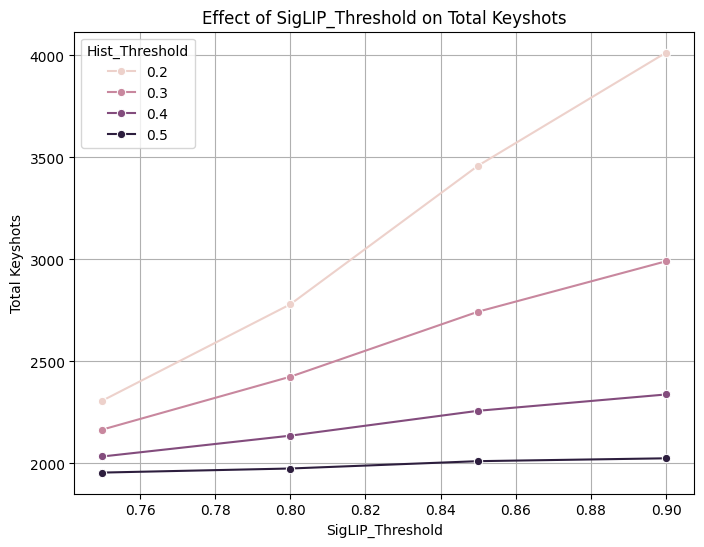 Effect of SigLIP_Threshold on Total Keyshots
Hist_Threshold
0.2
0.3
0.4
0.5
Total Keyshots
4000
3500
3000
2500
2000
0.76 0.78 0.80 0.82 0.84 0.86 0.88 0.90
SigLIP_Threshold